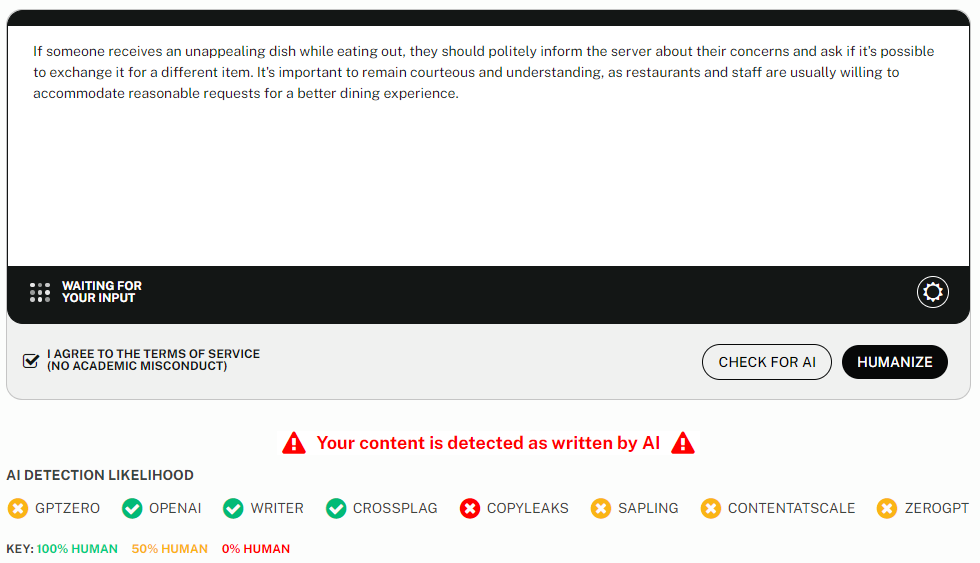 If someone receives an unappealing dish while eating out, they should politely inform the server about their concerns and ask if it's possible
to exchange it for a different item. It's important to remain courteous and understanding, as restaurants and staff are usually willing to
accommodate reasonable requests for a better dining experience.
WAITING FOR
YOUR INPUT
I AGREE TO THE TERMS OF SERVICE
(NO ACADEMIC MISCONDUCT)
CHECK FOR AI
HUMANIZE
Your content is detected as written by AI
AI DETECTION LIKELIHOOD
GPTZERO OPENAI WRITER CROSSPLAG COPYLEAKS SAPLING CONTENTATSCALE ZEROGPT
KEY: 100% HUMAN 50% HUMAN 0% HUMAN